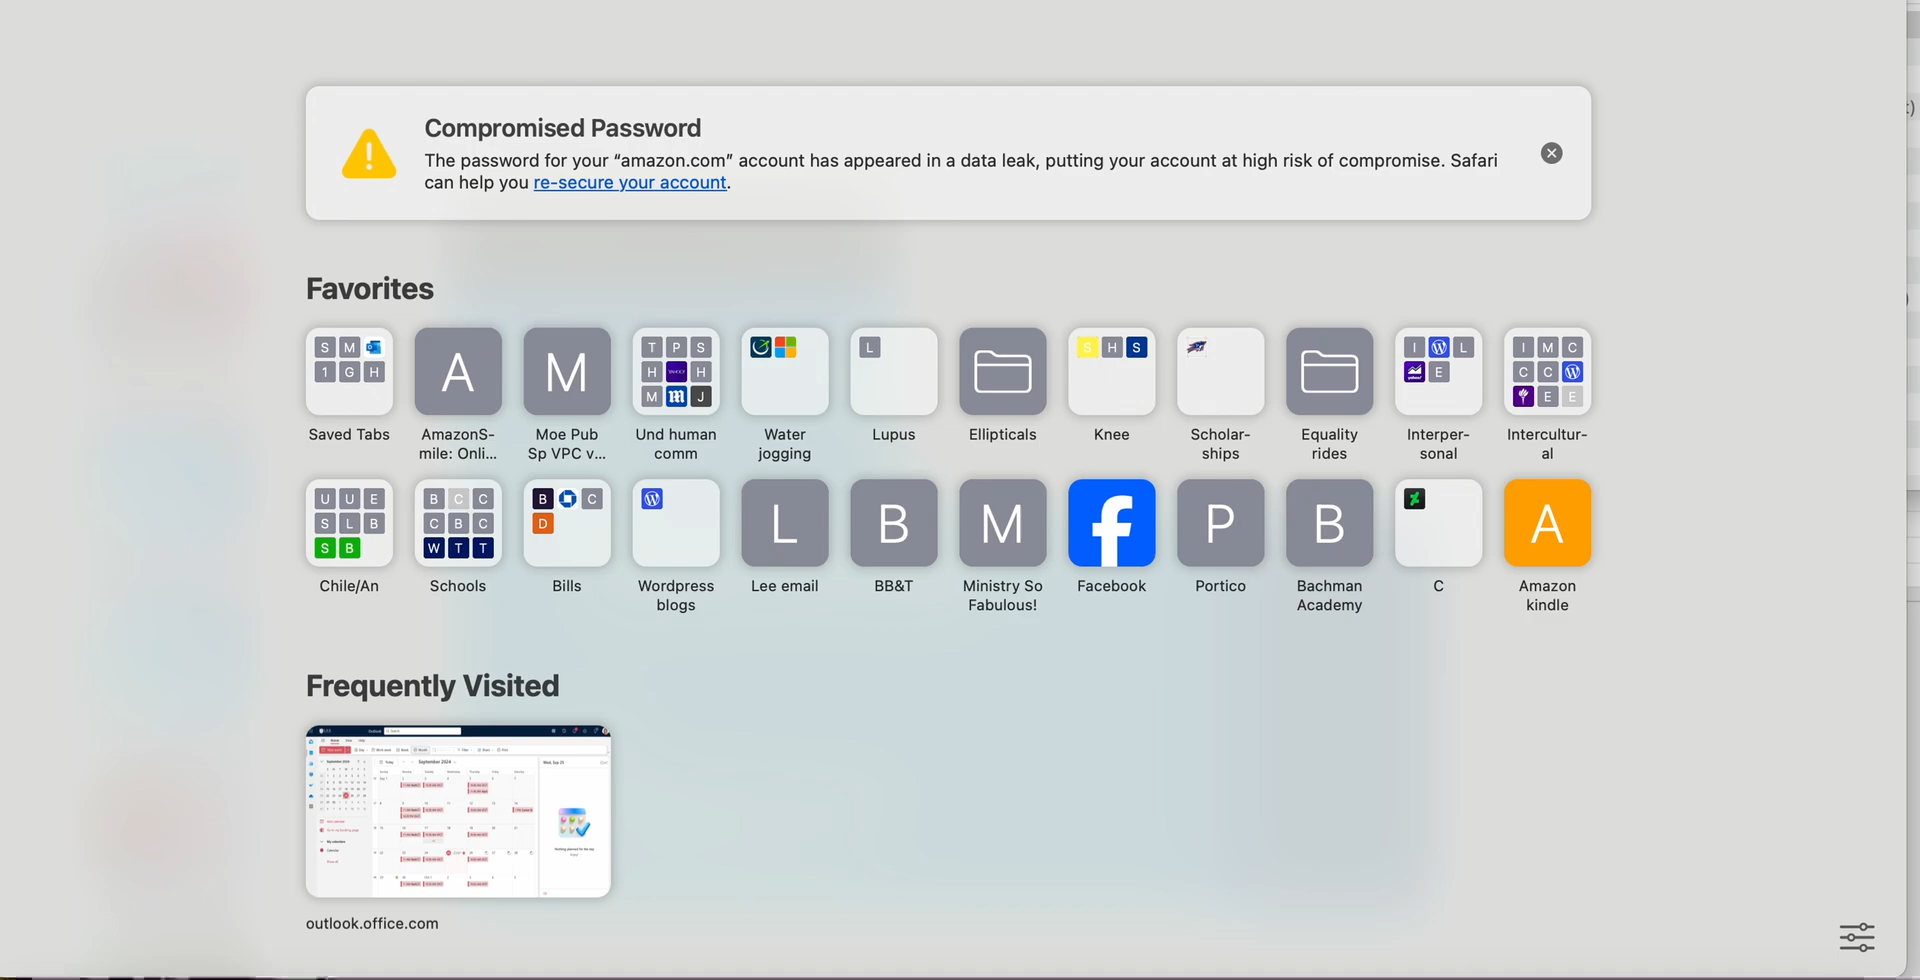 Compromised Password
The password for your “amazon.com” account has appeared in a data leak, putting your account at high risk of compromise. Safari
can help you re-secure your account.
Favorites
S M
1 G H
Saved Tabs
A
AmazonS-
mile: Onli...
M
Moe Pub
Sp VPC v...
T P S
H YAHOO! H
M m J
Und human
comm
Water
jogging
L
Lupus
Ellipticals
S H S
Knee
Scholar-
ships
Equality
rides
I W L
E
Interper-
sonal
I M C
C C W
E E
Intercultur-
al
U U E
S L B
S B
Chile/An
B C C
C B C
W T T
Schools
B C
D
Bills
W
Wordpress
blogs
L
Lee email
B
BB&T
M
Ministry So
Fabulous!
f
Facebook
P
Portico
B
Bachman
Academy
C
A
Amazon
kindle
Frequently Visited
September 2024
outlook.office.com